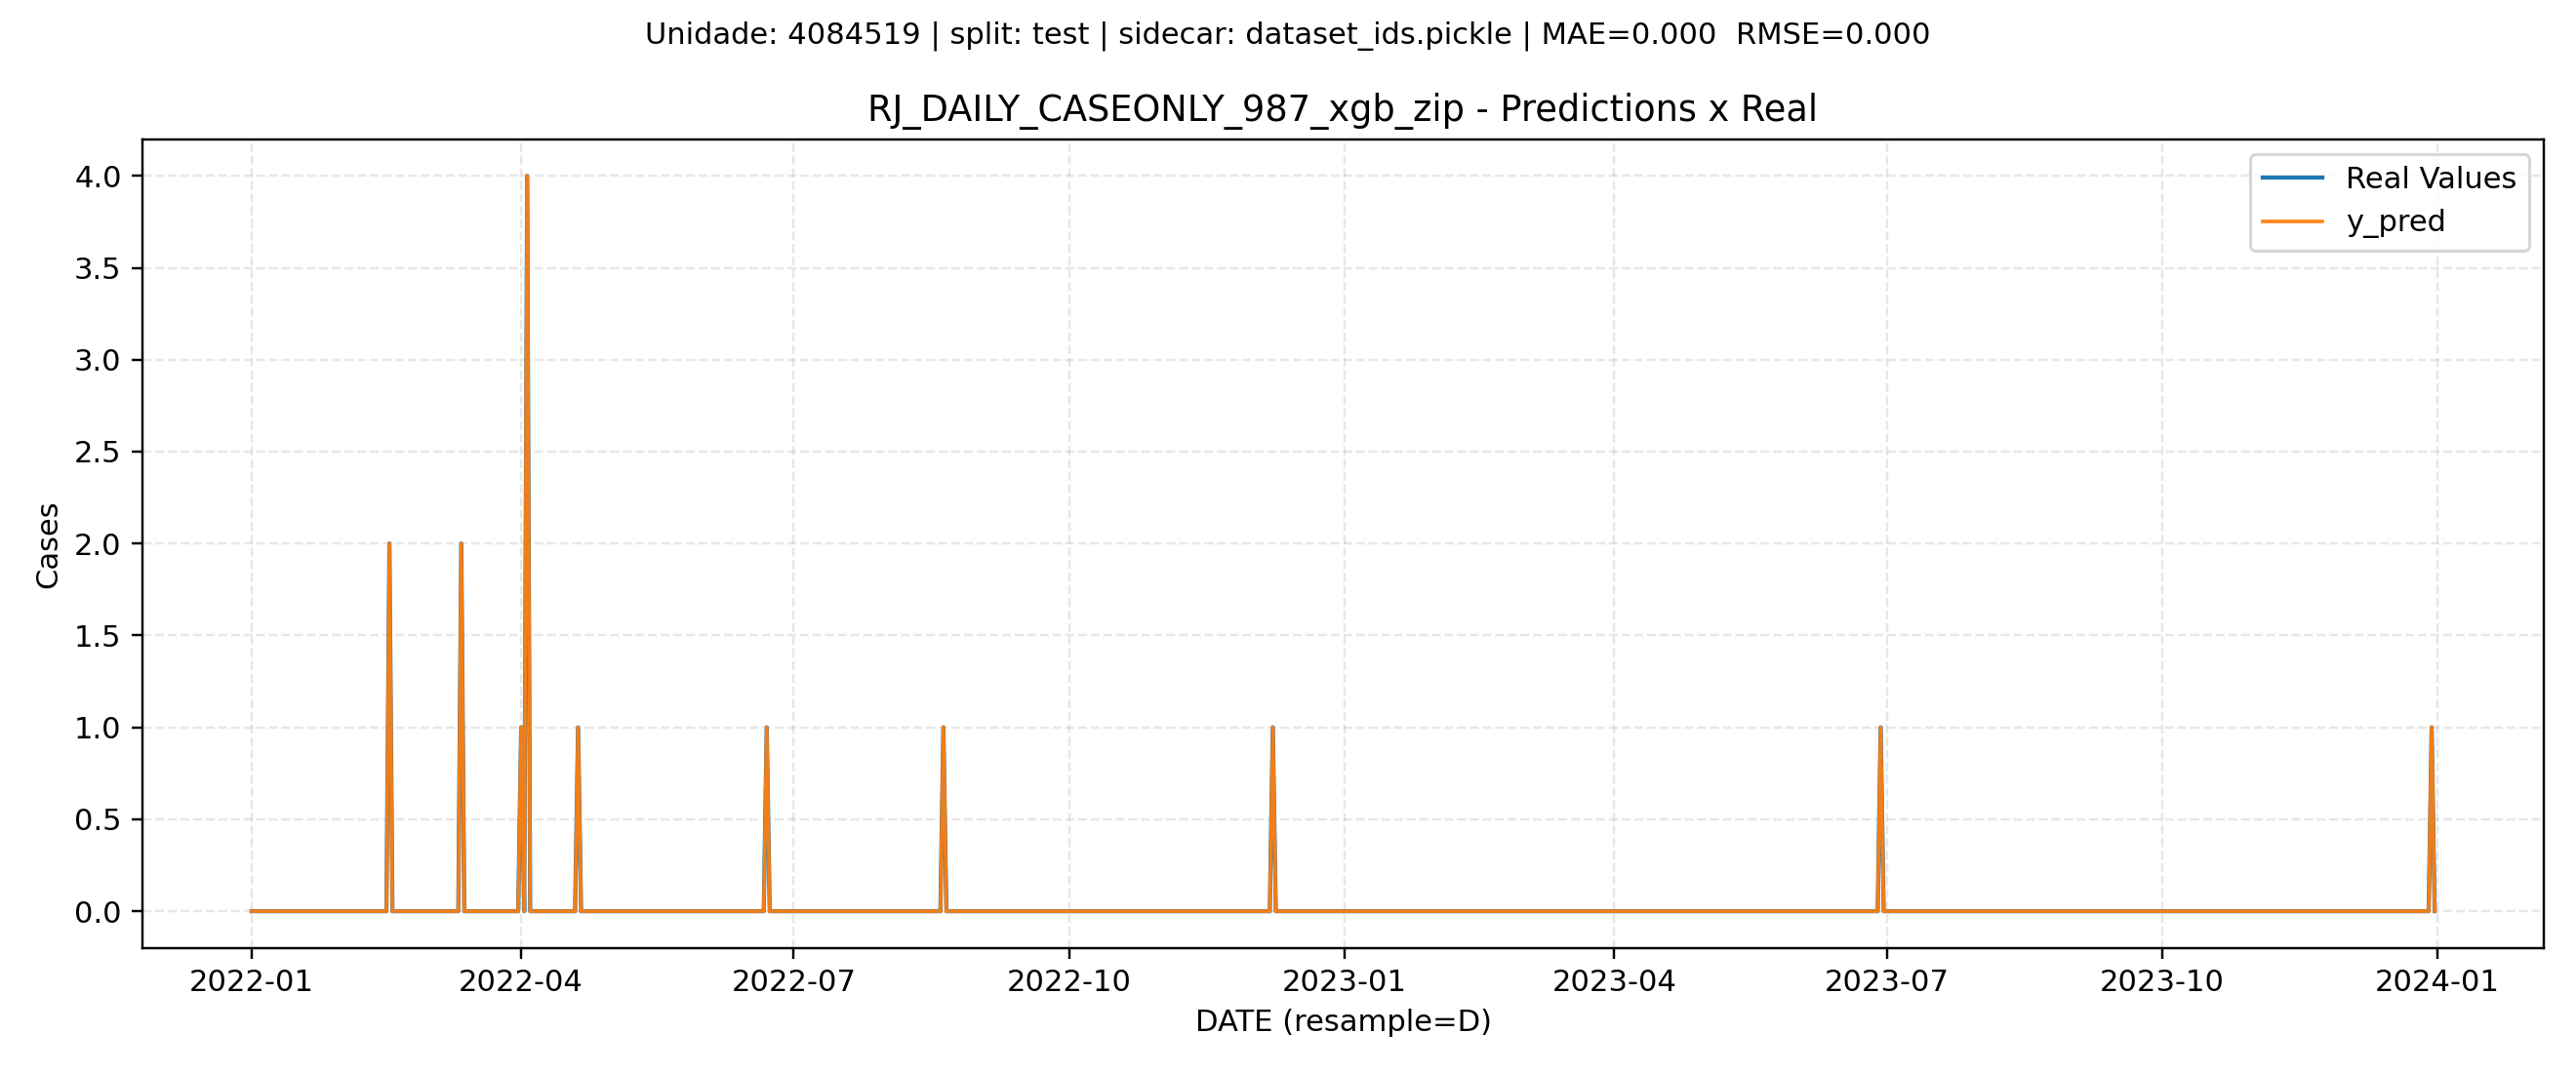 Unidade: 4084519 | split: test | sidecar: dataset_ids.pickle | MAE=0.000  RMSE=0.000
RJ_DAILY_CASEONLY_987_xgb_zip - Predictions x Real
Real Values
y_pred
4.0
3.5
3.0
2.5
2.0
1.5
1.0
0.5
0.0
Cases
2022-01 2022-04 2022-07 2022-10 2023-01 2023-04 2023-07 2023-10 2024-01
DATE (resample=D)